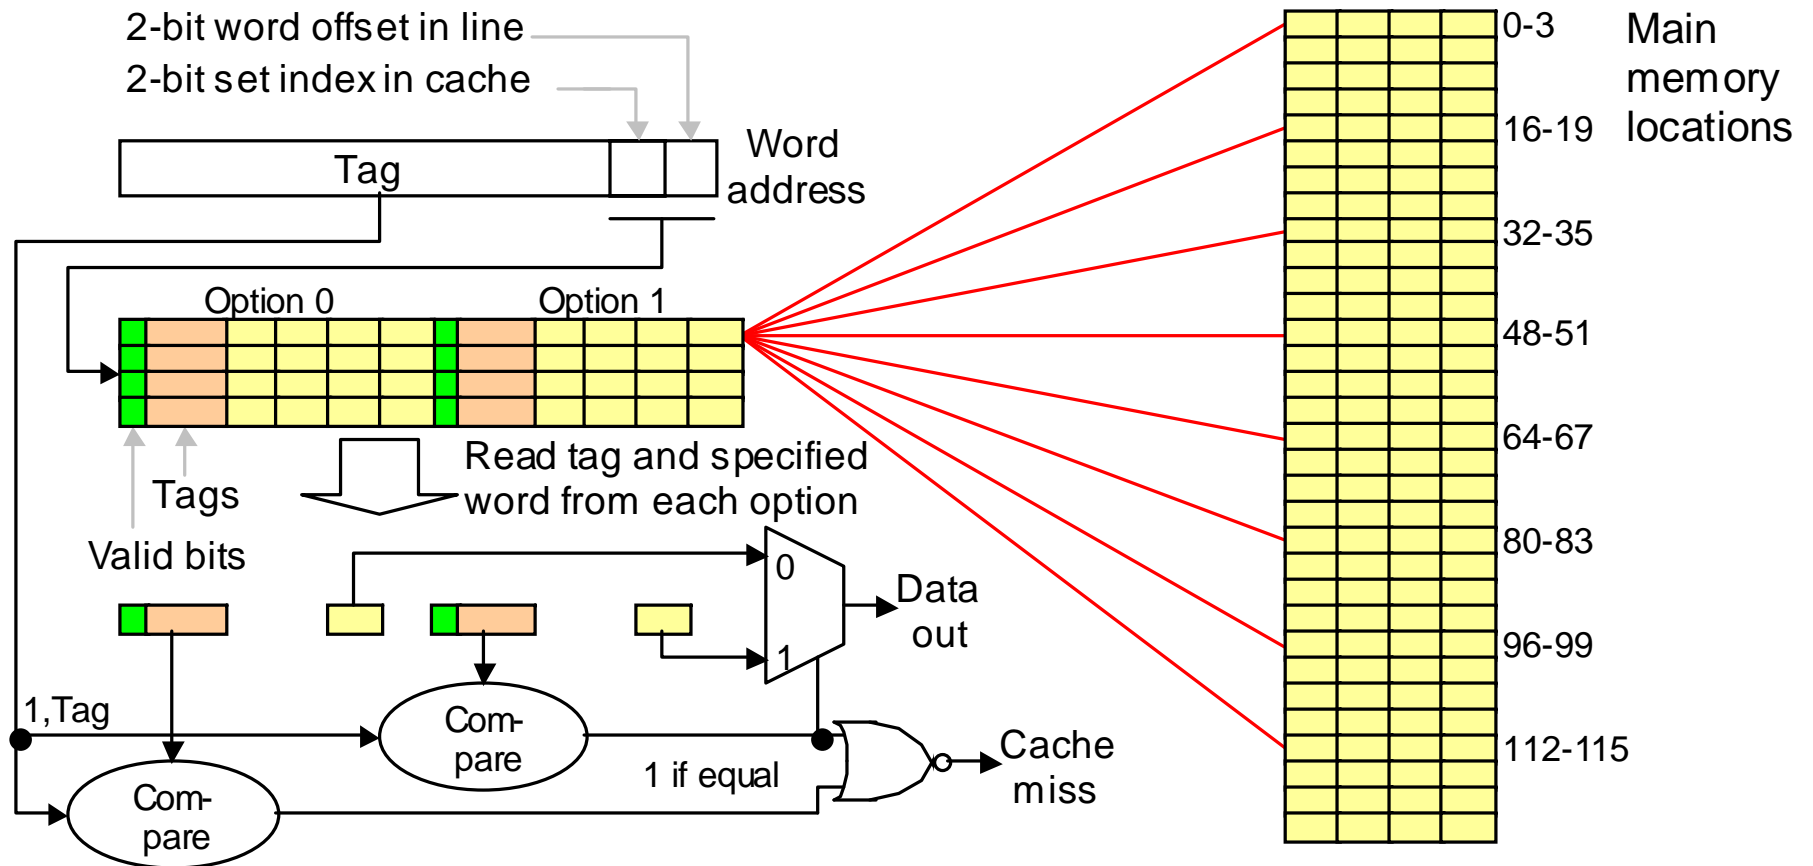 2-bit word offset in line
2-bit set index in cache
Tag
Word
address
Option 0
Option 1
Tags
Valid bits
Read tag and specified
word from each option
0
1
Data
out
1,Tag
Com-
pare
Com-
pare
1 if equal
Cache
miss
0-3
16-19
32-35
48-51
64-67
80-83
96-99
112-115
Main
memory
locations